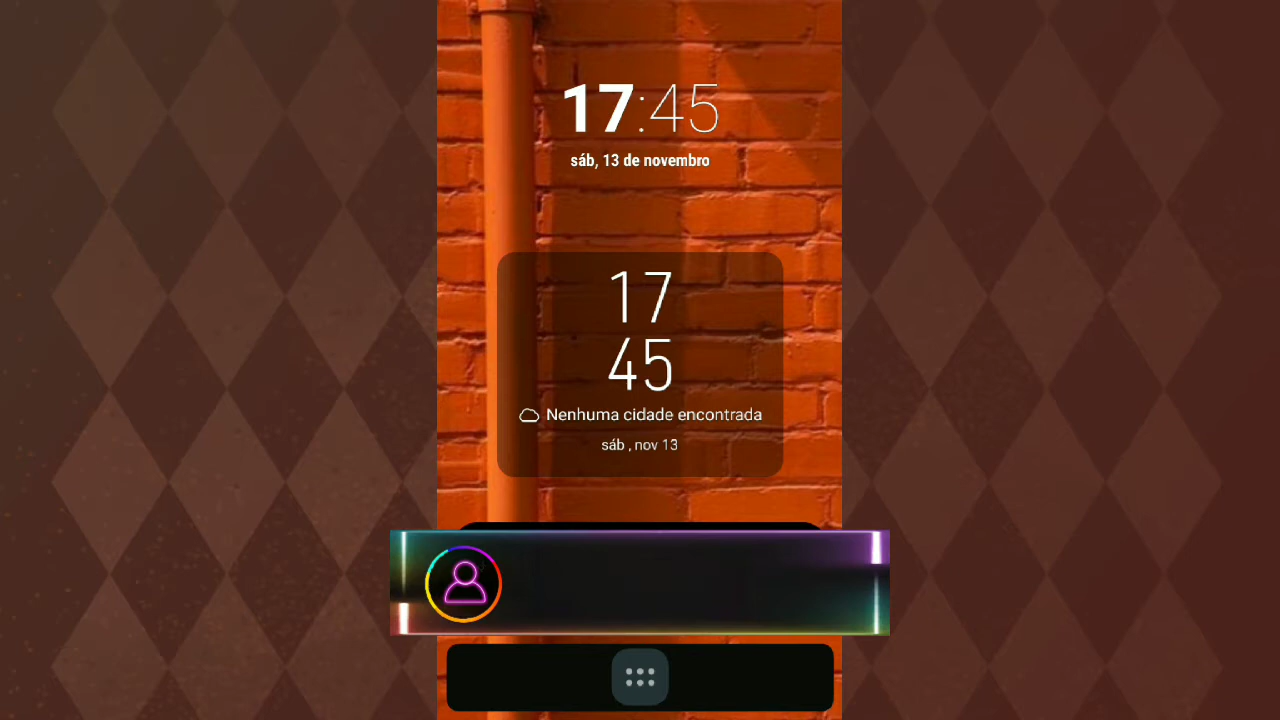 17:45
sáb, 13 de novembro
17
45
Nenhuma cidade encontrada
sáb , nov 13